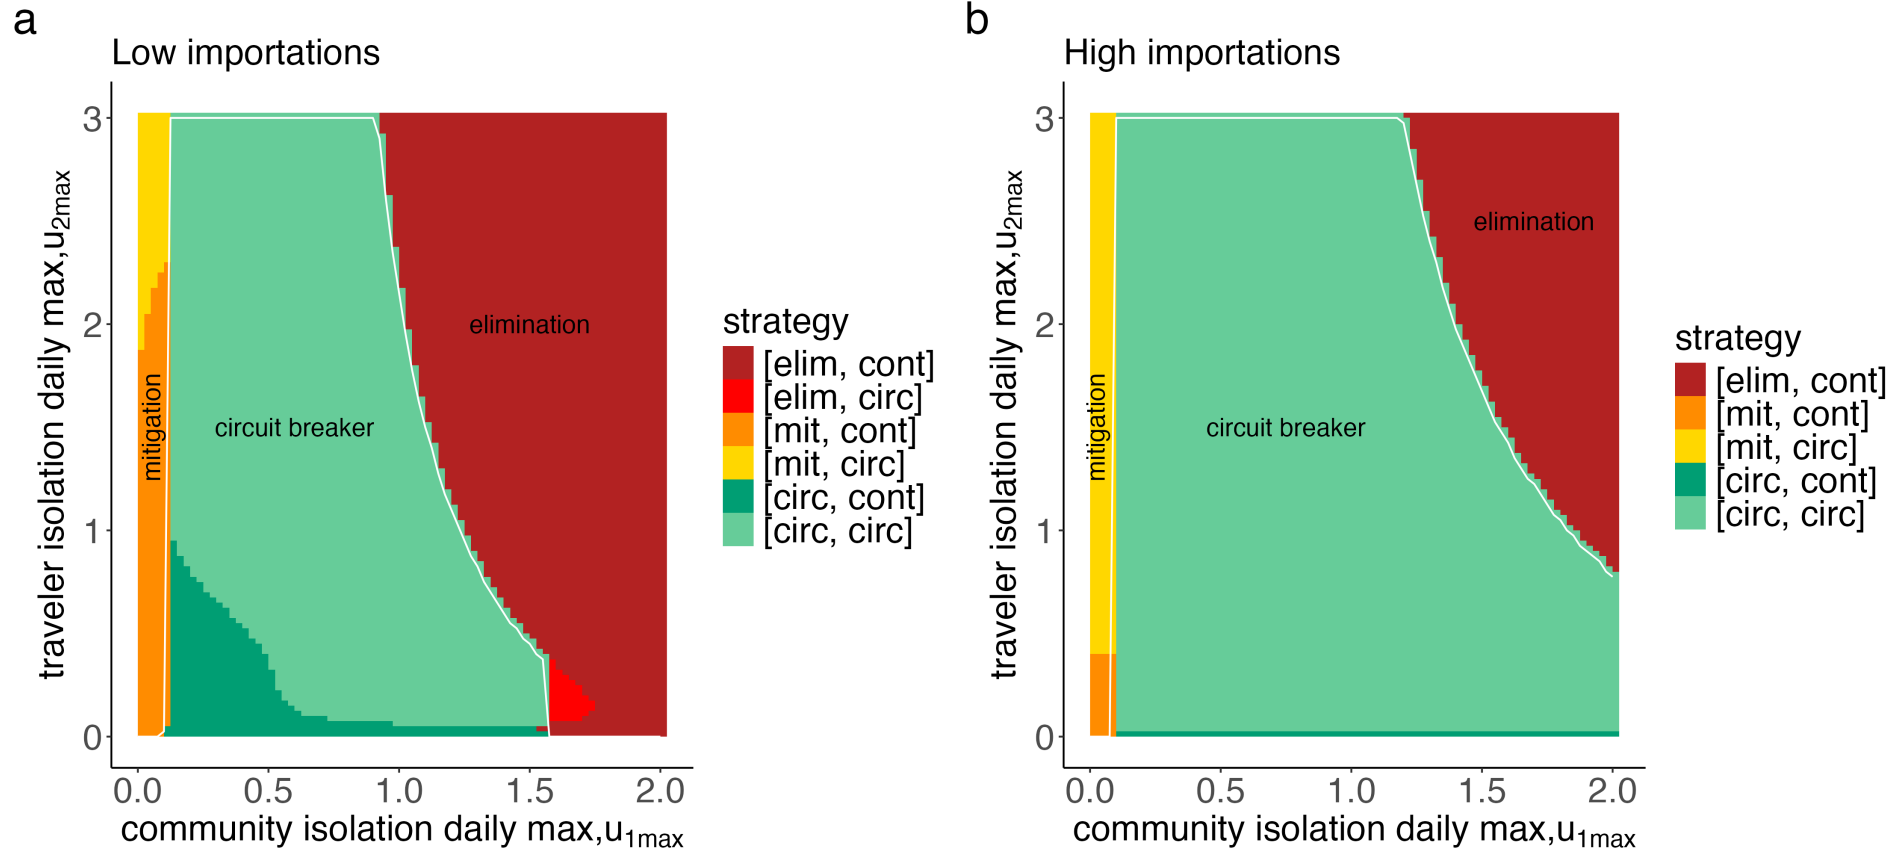 a
Low importations
3
2
1
0
traveler isolation daily max,u2max
mitigation
circuit breaker
elimination
0.0 0.5 1.0 1.5 2.0
community isolation daily max,u1max
strategy
[elim, cont]
[elim, circ]
[mit, cont]
[mit, circ]
[circ, cont]
[circ, circ]
b
High importations
3
2
1
0
traveler isolation daily max,u2max
mitigation
circuit breaker
elimination
0.0 0.5 1.0 1.5 2.0
community isolation daily max,u1max
strategy
[elim, cont]
[mit, cont]
[mit, circ]
[circ, cont]
[circ, circ]